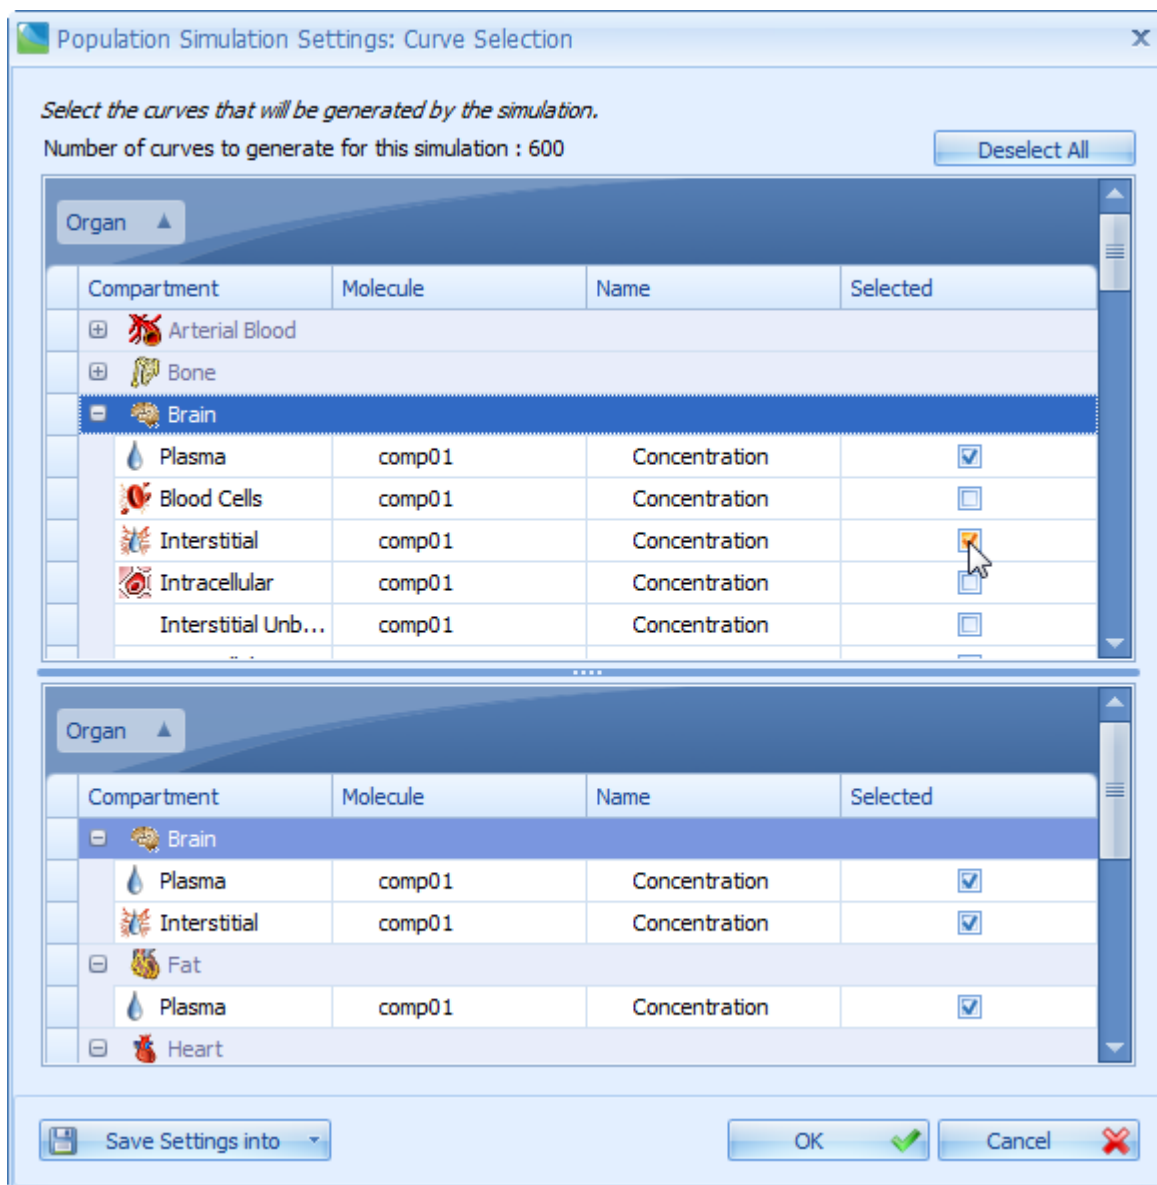 Population Simulation Settings: Curve Selection
Select the curves that will be generated by the simulation.
Number of curves to generate for this simulation : 600
Deselect All
Organ
Compartment Molecule Name Selected
Arterial Blood
Bone
Brain
Plasma comp01 Concentration
Blood Cells comp01 Concentration
Interstitial comp01 Concentration
Intracellular comp01 Concentration
Interstitial Unb... comp01 Concentration
Organ
Compartment Molecule Name Selected
Brain
Plasma comp01 Concentration
Interstitial comp01 Concentration
Fat
Plasma comp01 Concentration
Heart
Save Settings into OK Cancel